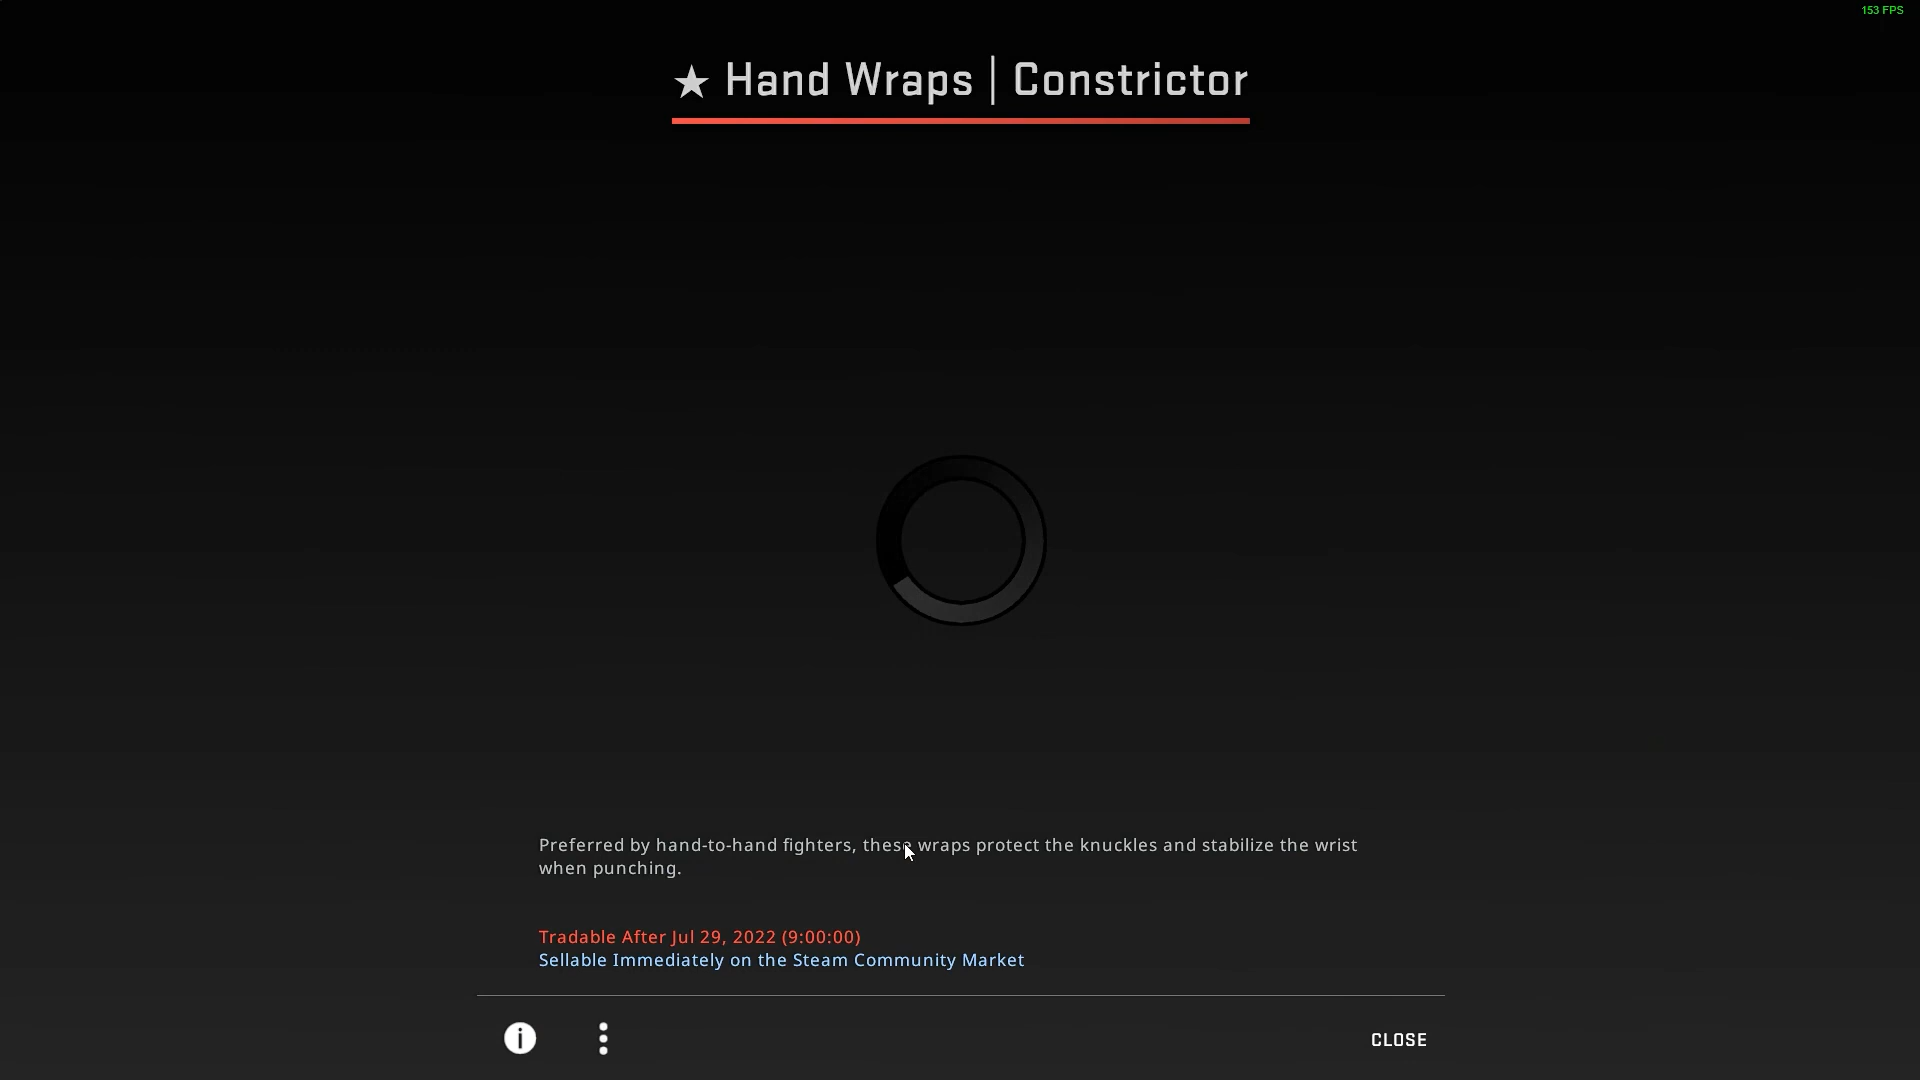 153 FPS
★ Hand Wraps | Constrictor
Preferred by hand-to-hand fighters, these wraps protect the knuckles and stabilize the wrist
when punching.
Tradable After Jul 29, 2022 (9:00:00)
Sellable Immediately on the Steam Community Market
CLOSE